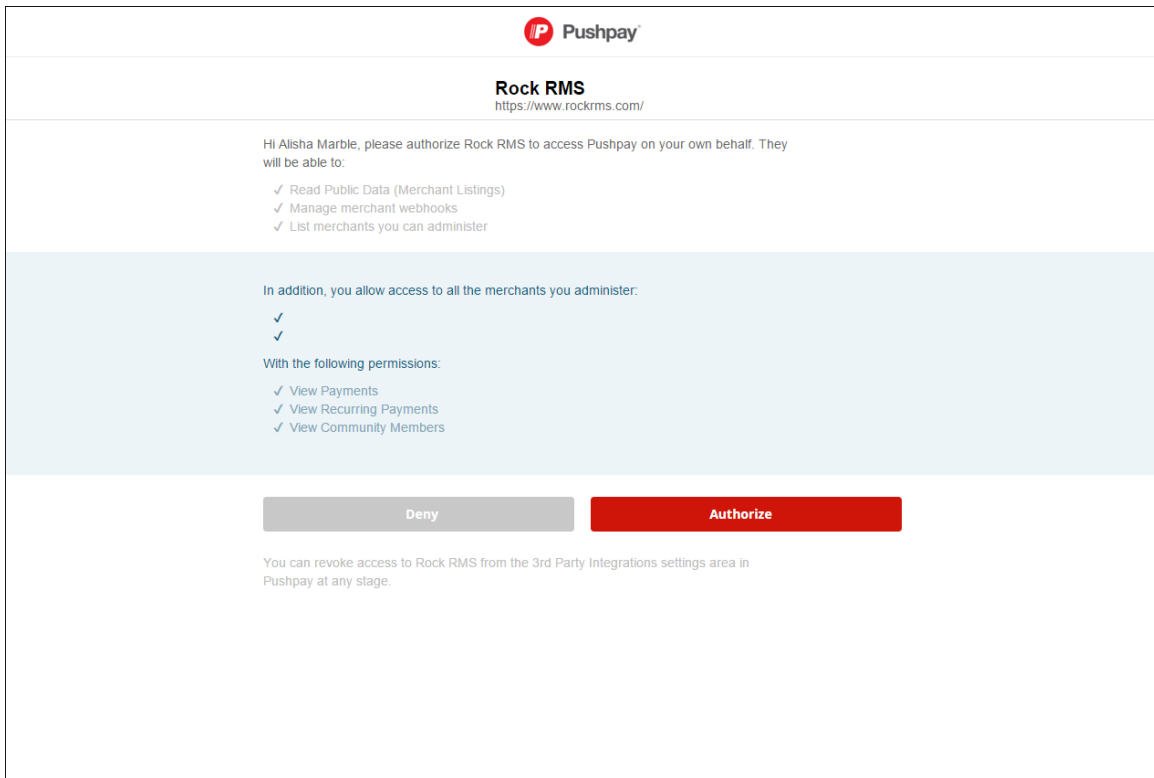 Pushpay
Rock RMS
https://www.rockrms.com/
Hi Alisha Marble, please authorize Rock RMS to access Pushpay on your own behalf. They
will be able to:
✓ Read Public Data (Merchant Listings)
✓ Manage merchant webhooks
✓ List merchants you can administer
In addition, you allow access to all the merchants you administer:
✓
✓
With the following permissions:
✓ View Payments
✓ View Recurring Payments
✓ View Community Members
Deny
Authorize
You can revoke access to Rock RMS from the 3rd Party Integrations settings area in
Pushpay at any stage.